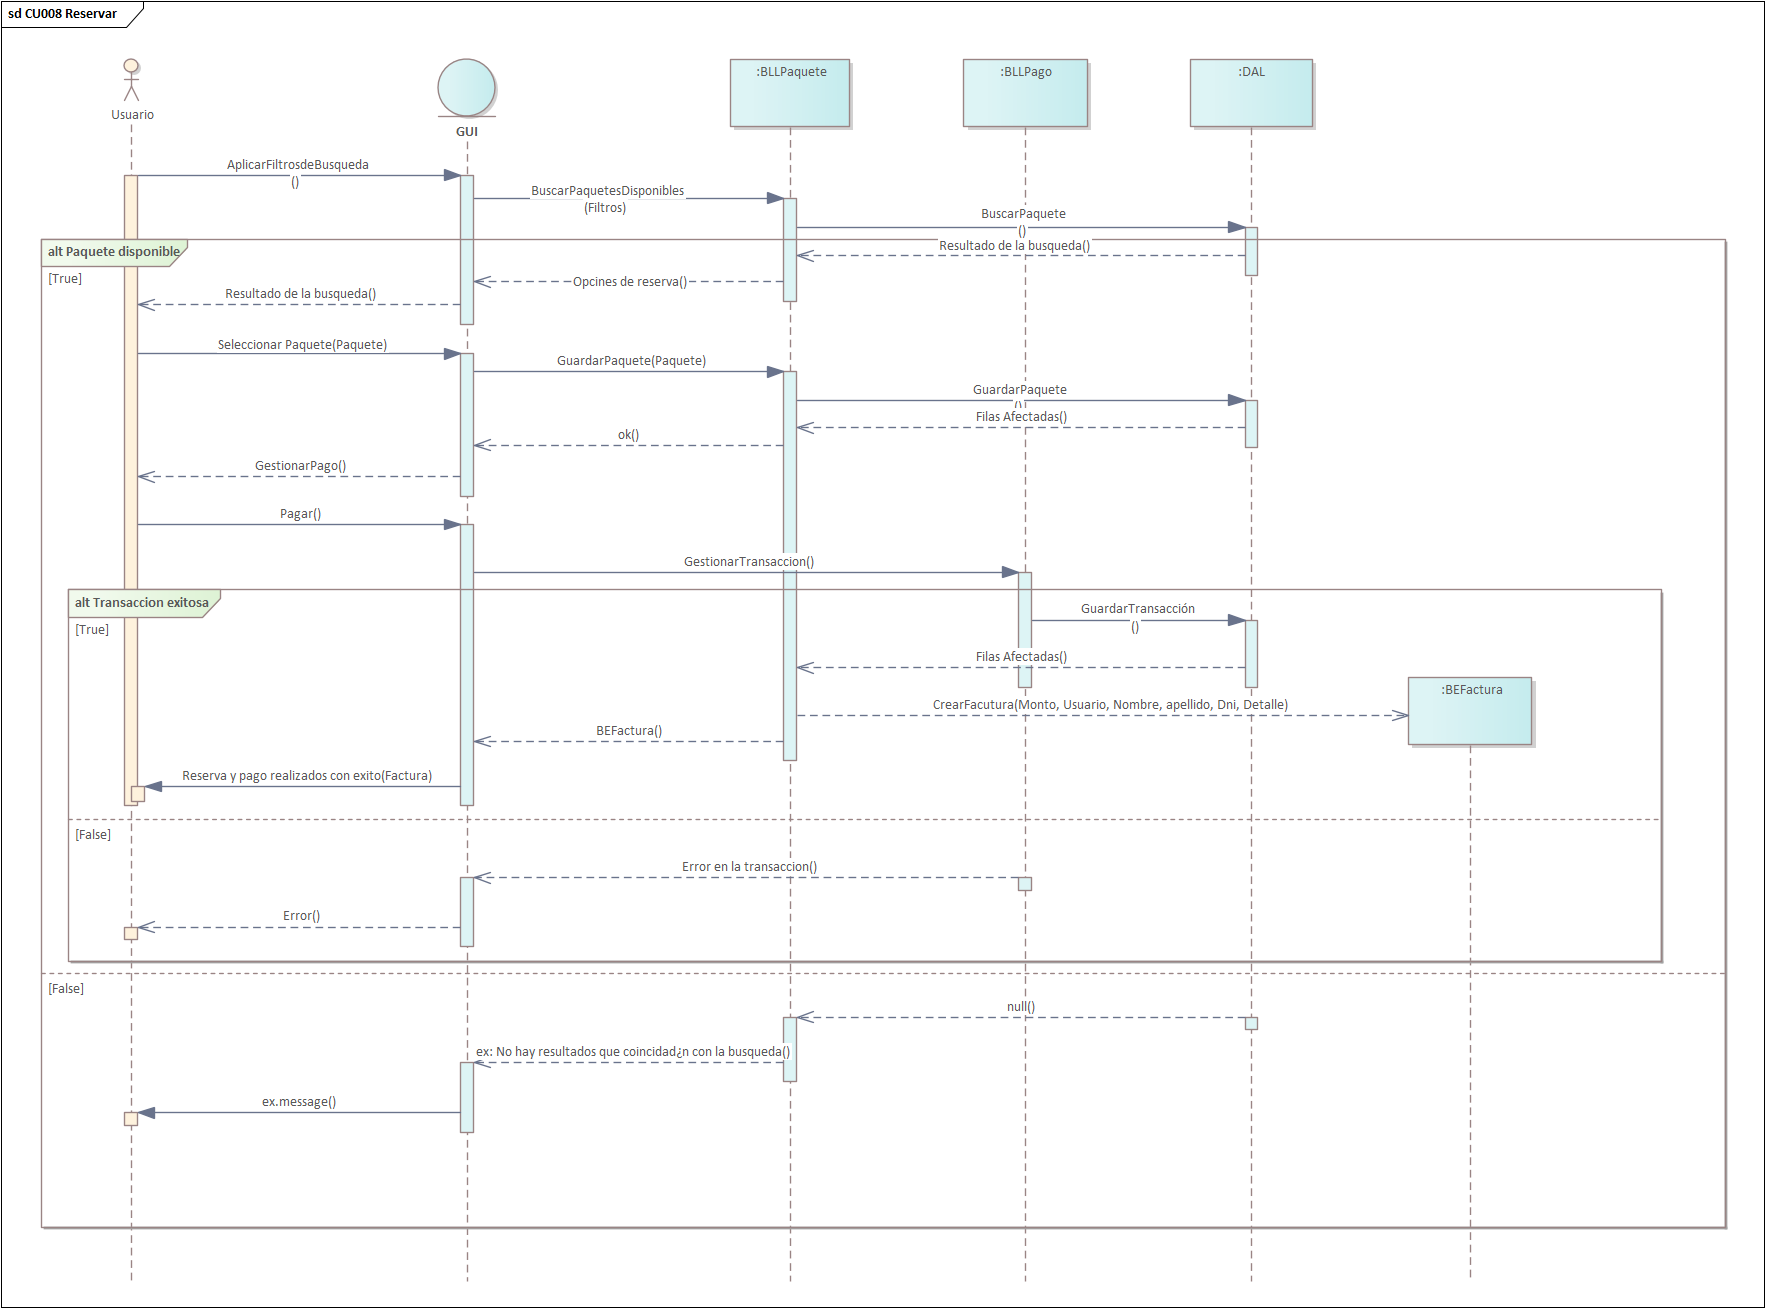 sd CU008 Reservar
Usuario
GUI
:BLLPaquete
:BLLPago
:DAL
AplicarFiltrosdeBusqueda
()
BuscarPaquetesDisponibles
(Filtros)
BuscarPaquete
()
alt Paquete disponible
[True]
Resultado de la busqueda()
Opcines de reserva()
Resultado de la busqueda()
Seleccionar Paquete(Paquete)
GuardarPaquete(Paquete)
GuardarPaquete
()
Filas Afectadas()
ok()
GestionarPago()
Pagar()
GestionarTransaccion()
alt Transaccion exitosa
[True]
GuardarTransacción
()
Filas Afectadas()
:BEFactura
CrearFacutura(Monto, Usuario, Nombre, apellido, Dni, Detalle)
BEFactura()
Reserva y pago realizados con exito(Factura)
[False]
Error en la transaccion()
Error()
[False]
null()
ex: No hay resultados que coincidad¿n con la busqueda()
ex.message()